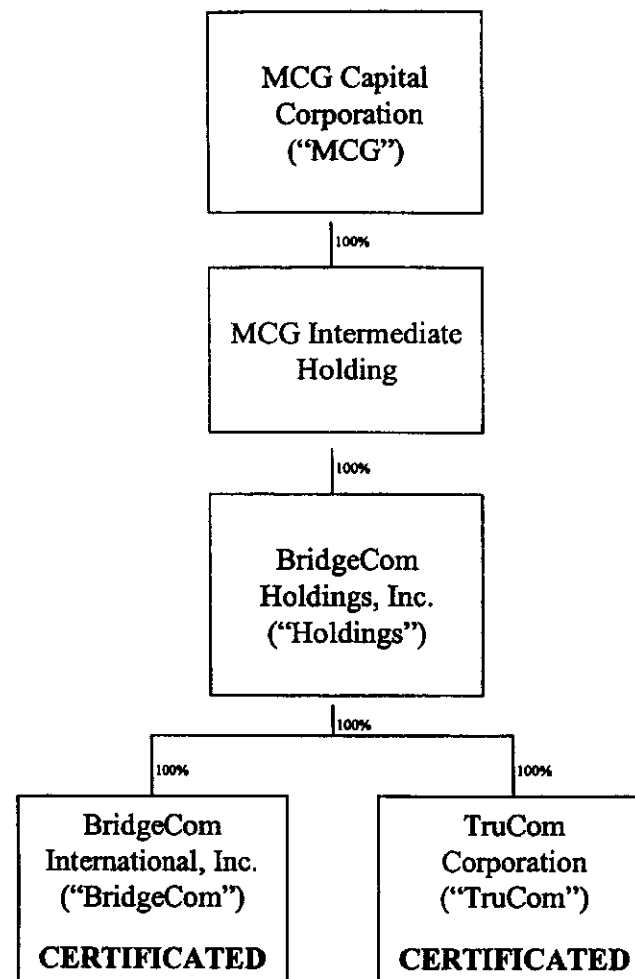 MCG Capital
Corporation
(“MCG”)
100%
MCG Intermediate
Holding
100%
BridgeCom
Holdings, Inc.
(“Holdings”)
100%
100%
100%
BridgeCom
International, Inc.
(“BridgeCom”)
CERTIFICATED
TruCom
Corporation
(“TruCom”)
CERTIFICATED